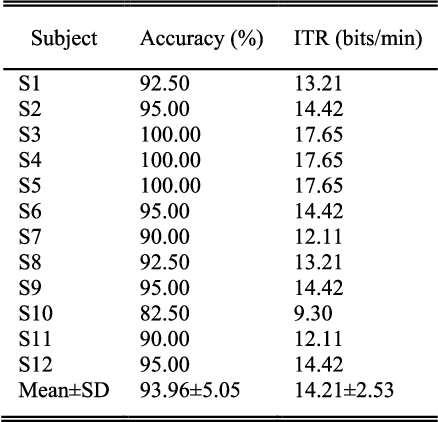 Subject Accuracy (%) ITR (bits/min)
S1 92.50 13.21
S2 95.00 14.42
S3 100.00 17.65
S4 100.00 17.65
S5 100.00 17.65
S6 95.00 14.42
S7 90.00 12.11
S8 92.50 13.21
S9 95.00 14.42
S10 82.50 9.30
S11 90.00 12.11
S12 95.00 14.42
Mean±SD 93.96±5.05 14.21±2.53